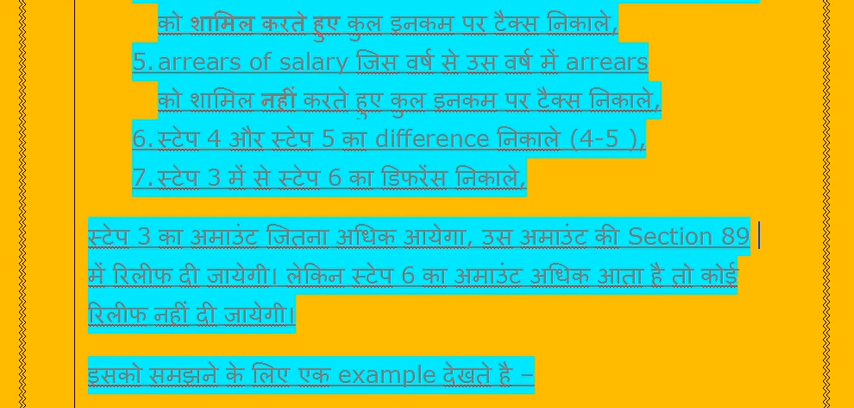 को शामिल करते हुए कुल इनकम पर टैक्स निकाले,
5. arrears of salary जिस वर्ष से उस वर्ष में arrears
को शामिल नहीं करते हुए कुल इनकम पर टैक्स निकाले,
6. स्टेप 4 और स्टेप 5 का difference निकाले (4-5 ),
7. स्टेप 3 में से स्टेप 6 का डिफरेंस निकाले,
स्टेप 3 का अमाउंट जितना अधिक आयेगा, उस अमाउंट की Section 89
में रिलीफ दी जायेगी। लेकिन स्टेप 6 का अमाउंट अधिक आता है तो कोई
रिलीफ नहीं दी जायेगी।
इसको समझने के लिए एक example देखते है –